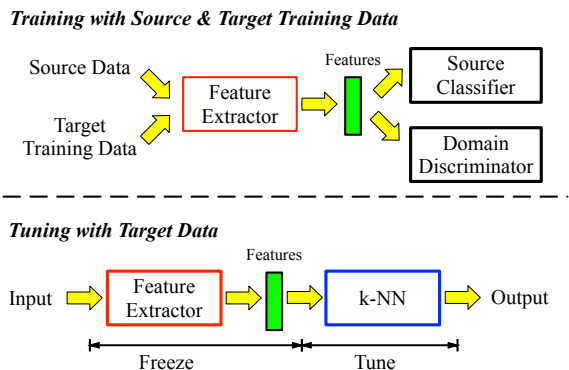 Training with Source & Target Training Data
Source Data
Target
Training Data
Feature
Extractor
Features
Source
Classifier
Domain
Discriminator
Tuning with Target Data
Input
Feature
Extractor
Features
k-NN
Output
Freeze
Tune